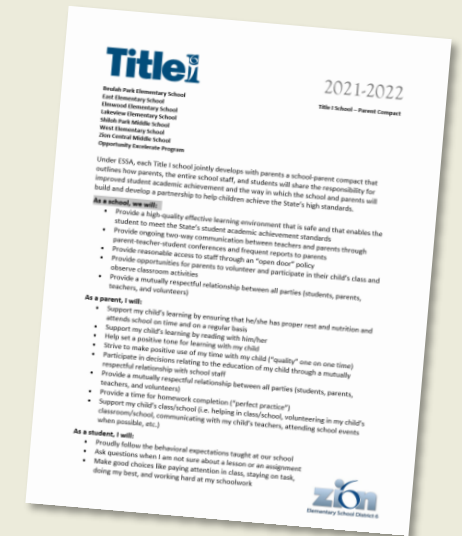 Title I
2021-2022
Title I School – Parent Compact
Beulah Park Elementary School
East Elementary School
Elmwood Elementary School
Lakeview Elementary School
Shiloh Park Middle School
West Elementary School
Zion Central Middle School
Opportunity Excelerate Program
Under ESSA, each Title I school jointly develops with parents a school-parent compact that
outlines how parents, the entire school staff, and students will share the responsibility for
improved student academic achievement and the way in which the school and parents will
build and develop a partnership to help children achieve the State's high standards.
As a school, we will:
• Provide a high-quality effective learning environment that is safe and that enables the
student to meet the State's student academic achievement standards
• Provide ongoing two-way communication between teachers and parents through
parent-teacher-student conferences and frequent reports to parents
• Provide reasonable access to staff through an "open door" policy
• Provide opportunities for parents to volunteer and participate in their child's class and
observe classroom activities
• Provide a mutually respectful relationship between all parties (students, parents,
teachers, and volunteers)
As a parent, I will:
• Support my child's learning by ensuring that he/she has proper rest and nutrition and
attends school on time and on a regular basis
• Support my child's learning by reading with him/her
• Help set a positive tone for learning with my child
• Strive to make positive use of my time with my child ("quality" one on one time)
• Participate in decisions relating to the education of my child through a mutually
respectful relationship with school staff
• Provide a mutually respectful relationship between all parties (students, parents,
teachers, and volunteers)
• Provide a time for homework completion ("perfect practice")
• Support my child's class/school (i.e. helping in class/school, volunteering in my child's
classroom/school, communicating with my child's teachers, attending school events
when possible, etc.)
As a student, I will:
• Proudly follow the behavioral expectations taught at our school
• Ask questions when I am not sure about a lesson or an assignment
• Make good choices like paying attention in class, staying on task,
doing my best, and working hard at my schoolwork
zion
Elementary School District 6